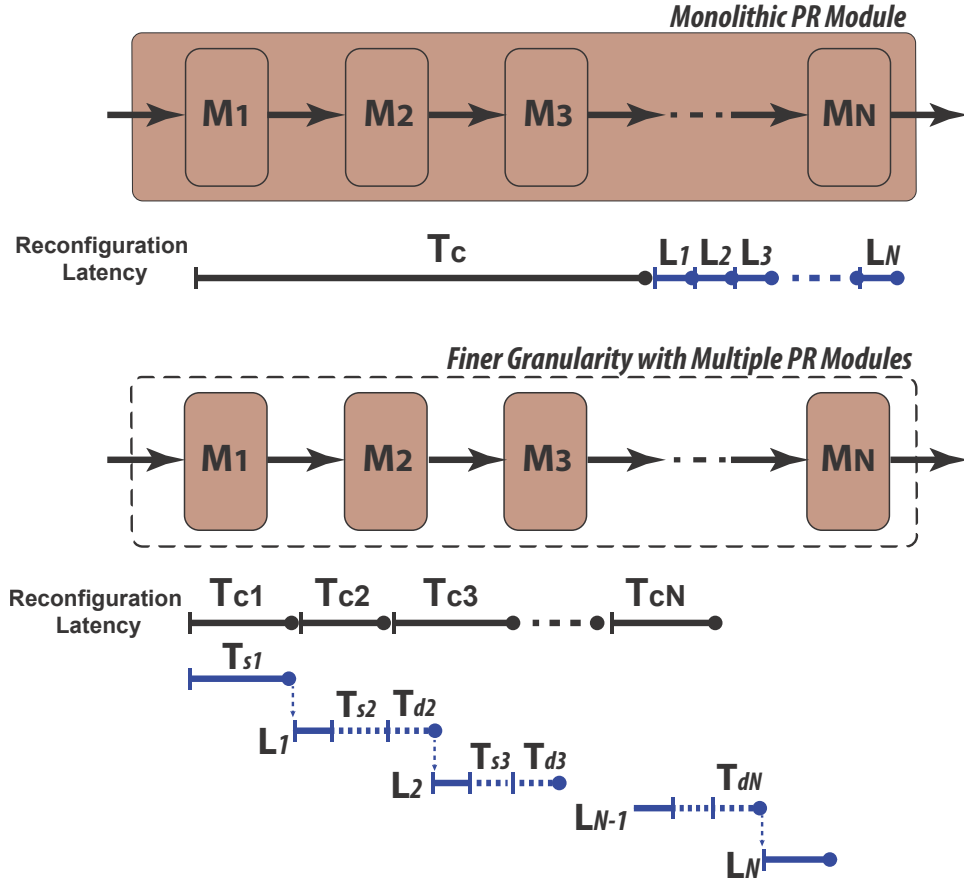 Monolithic PR Module
M1 M2 M3 MN
Reconfiguration
Latency
Tc L1 L2 L3 LN
Finer Granularity with Multiple PR Modules
M1 M2 M3 MN
Reconfiguration
Latency
Tc1 Tc2 Tc3 TcN
Ts1
L1 Ts2 Td2
L2 Ts3 Td3
LN-1 TdN
LN